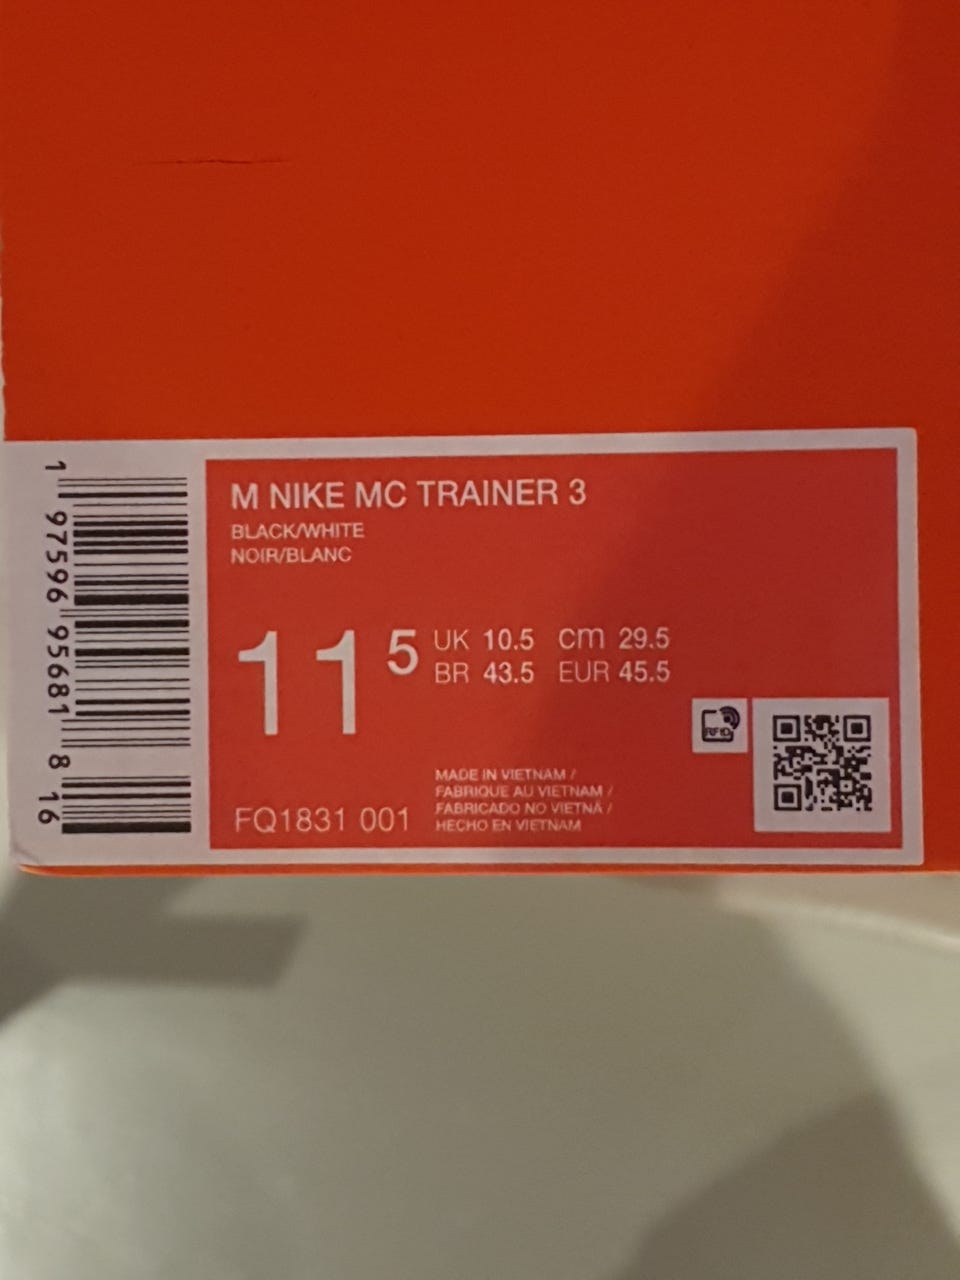 M NIKE MC TRAINER 3
BLACK/WHITE
NOIR/BLANC
11 5
UK 10.5 cm 29.5
BR 43.5 EUR 45.5
RFID
MADE IN VIETNAM /
FABRIQUE AU VIETNAM /
FABRICADO NO VIETNÃ /
HECHO EN VIETNAM
FQ1831 001
1 97596 95681 8 16